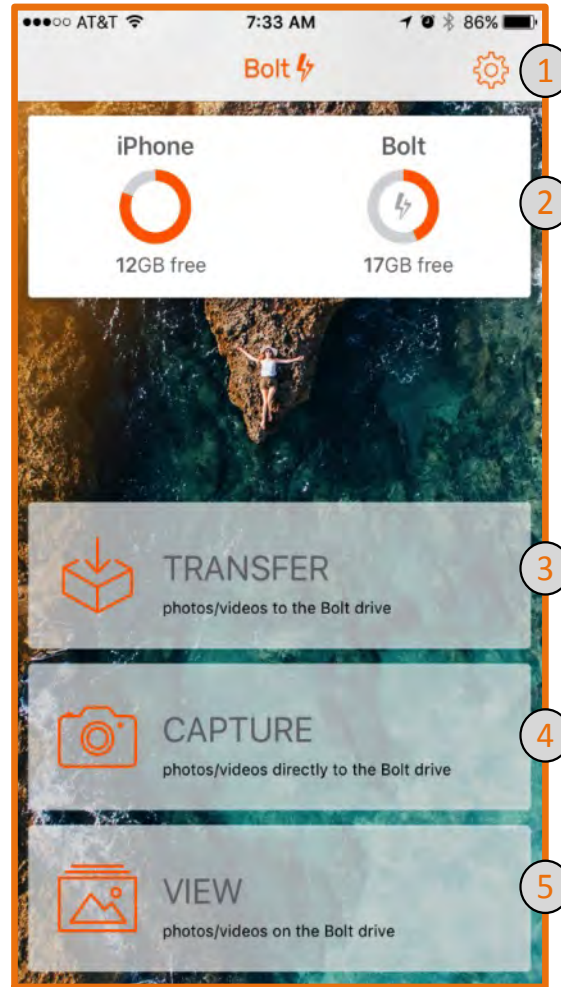 AT&T 7:33 AM 86%
Bolt
1
iPhone Bolt
2
12GB free 17GB free
TRANSFER
3
photos/videos to the Bolt drive
CAPTURE
4
photos/videos directly to the Bolt drive
VIEW
5
photos/videos on the Bolt drive